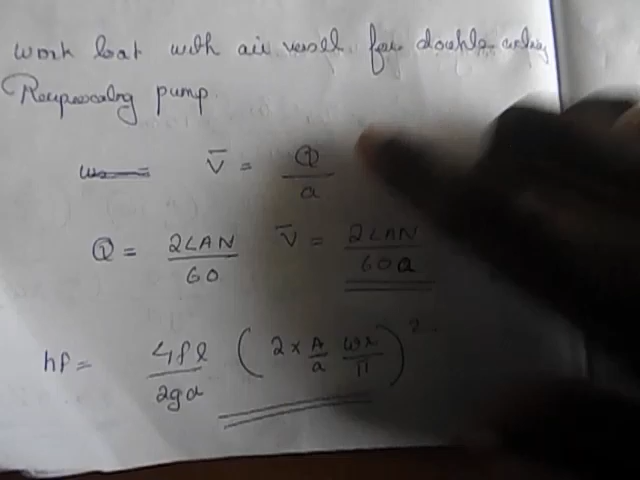 work lost with air vessel for double acting
Reciprocating pump.
V̄ = Q/a
Q = 2LAN/60 V̄ = 2LAN/60a
hf = 4fl/2gd (2 × A/a ωr/π)²